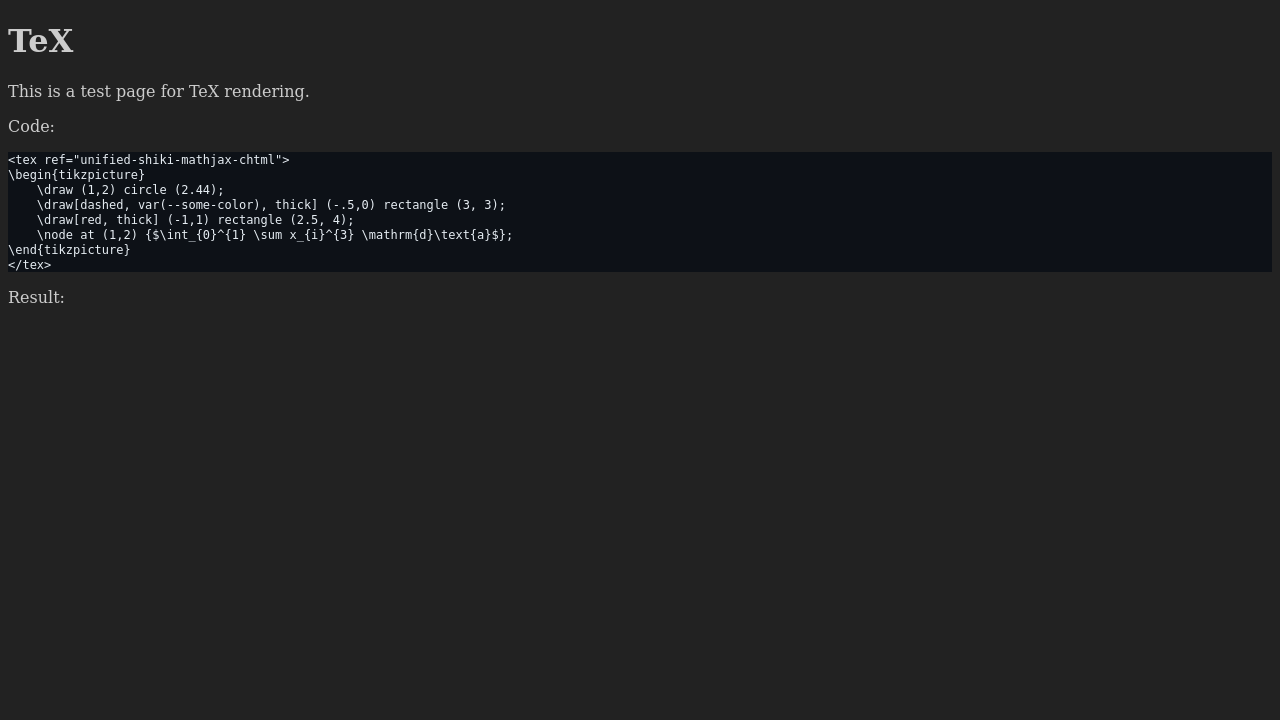 TeX
This is a test page for TeX rendering.
Code:
<tex ref="unified-shiki-mathjax-chtml">
\begin{tikzpicture}
    \draw (1,2) circle (2.44);
    \draw[dashed, var(--some-color), thick] (-.5,0) rectangle (3, 3);
    \draw[red, thick] (-1,1) rectangle (2.5, 4);
    \node at (1,2) {$\int_{0}^{1} \sum x_{i}^{3} \mathrm{d}\text{a}$};
\end{tikzpicture}
</tex>
Result: